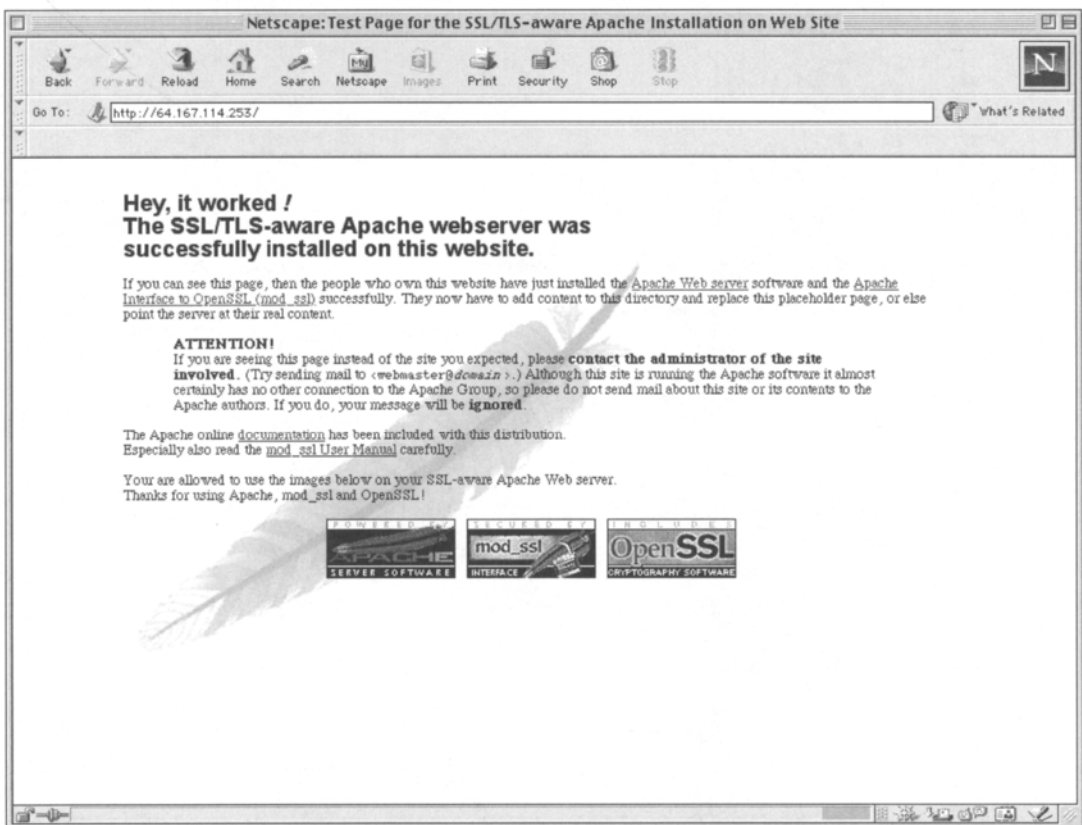 Netscape: Test Page for the SSL/TLS-aware Apache Installation on Web Site
Back Forward Reload Home Search Netscape Images Print Security Shop Stop
My
N
Go To: http://64.167.114.253/ What's Related
Hey, it worked !
The SSL/TLS-aware Apache webserver was
successfully installed on this website.
If you can see this page, then the people who own this website have just installed the Apache Web server software and the Apache
Interface to OpenSSL (mod_ssl) successfully. They now have to add content to this directory and replace this placeholder page, or else
point the server at their real content.
ATTENTION!
If you are seeing this page instead of the site you expected, please contact the administrator of the site
involved. (Try sending mail to <webmaster@domain>.) Although this site is running the Apache software it almost
certainly has no other connection to the Apache Group, so please do not send mail about this site or its contents to the
Apache authors. If you do, your message will be ignored.
The Apache online documentation has been included with this distribution.
Especially also read the mod_ssl User Manual carefully.
Your are allowed to use the images below on your SSL-aware Apache Web server.
Thanks for using Apache, mod_ssl and OpenSSL!
POWERED BY APACHE SERVER SOFTWARE
SECURED BY mod_ssl INTERFACE
INCLUDES OpenSSL CRYPTOGRAPHY SOFTWARE